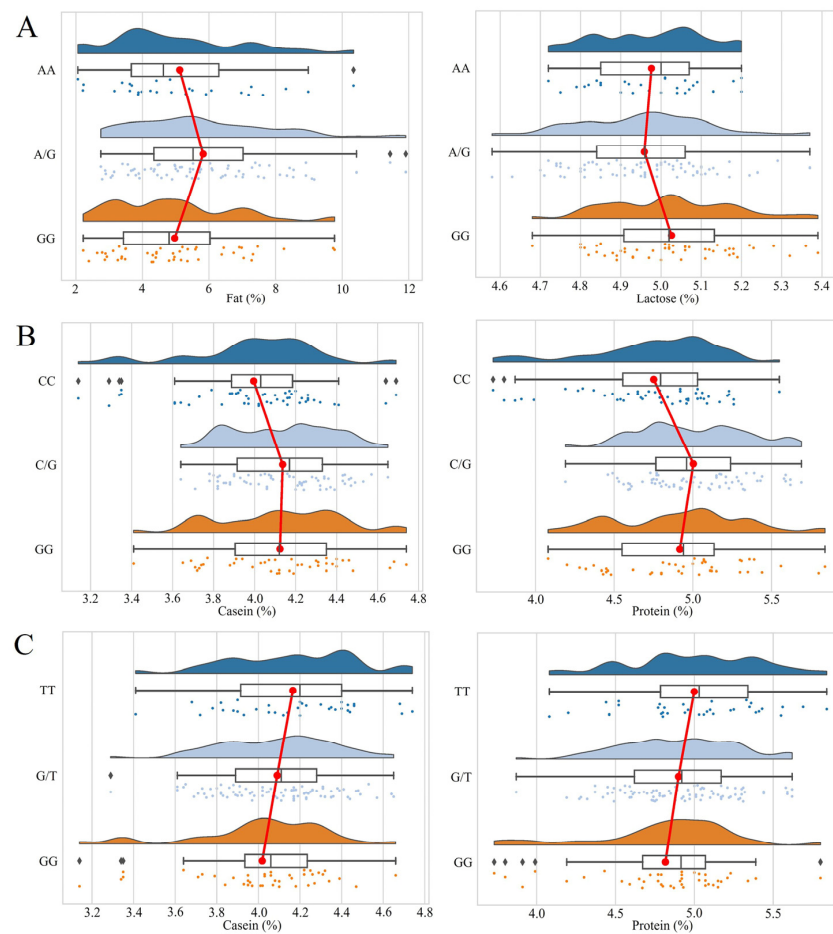 A
AA
A/G
GG
2 4 6 8 10 12
Fat (%)
AA
A/G
GG
4.6 4.7 4.8 4.9 5.0 5.1 5.2 5.3 5.4
Lactose (%)
B
CC
C/G
GG
3.2 3.4 3.6 3.8 4.0 4.2 4.4 4.6 4.8
Casein (%)
CC
C/G
GG
4.0 4.5 5.0 5.5
Protein (%)
C
TT
G/T
GG
3.2 3.4 3.6 3.8 4.0 4.2 4.4 4.6 4.8
Casein (%)
TT
G/T
GG
4.0 4.5 5.0 5.5
Protein (%)